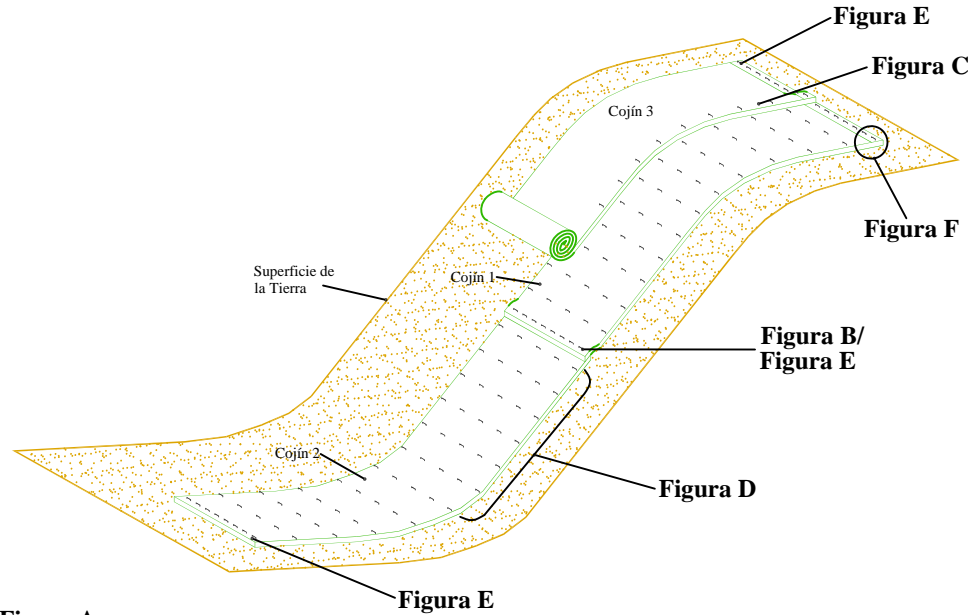 Figura E
Figura C
Cojín 3
Figura F
Superficie de
la Tierra
Cojín 1
Figura B/
Figura E
Cojín 2
Figura D
Figura E